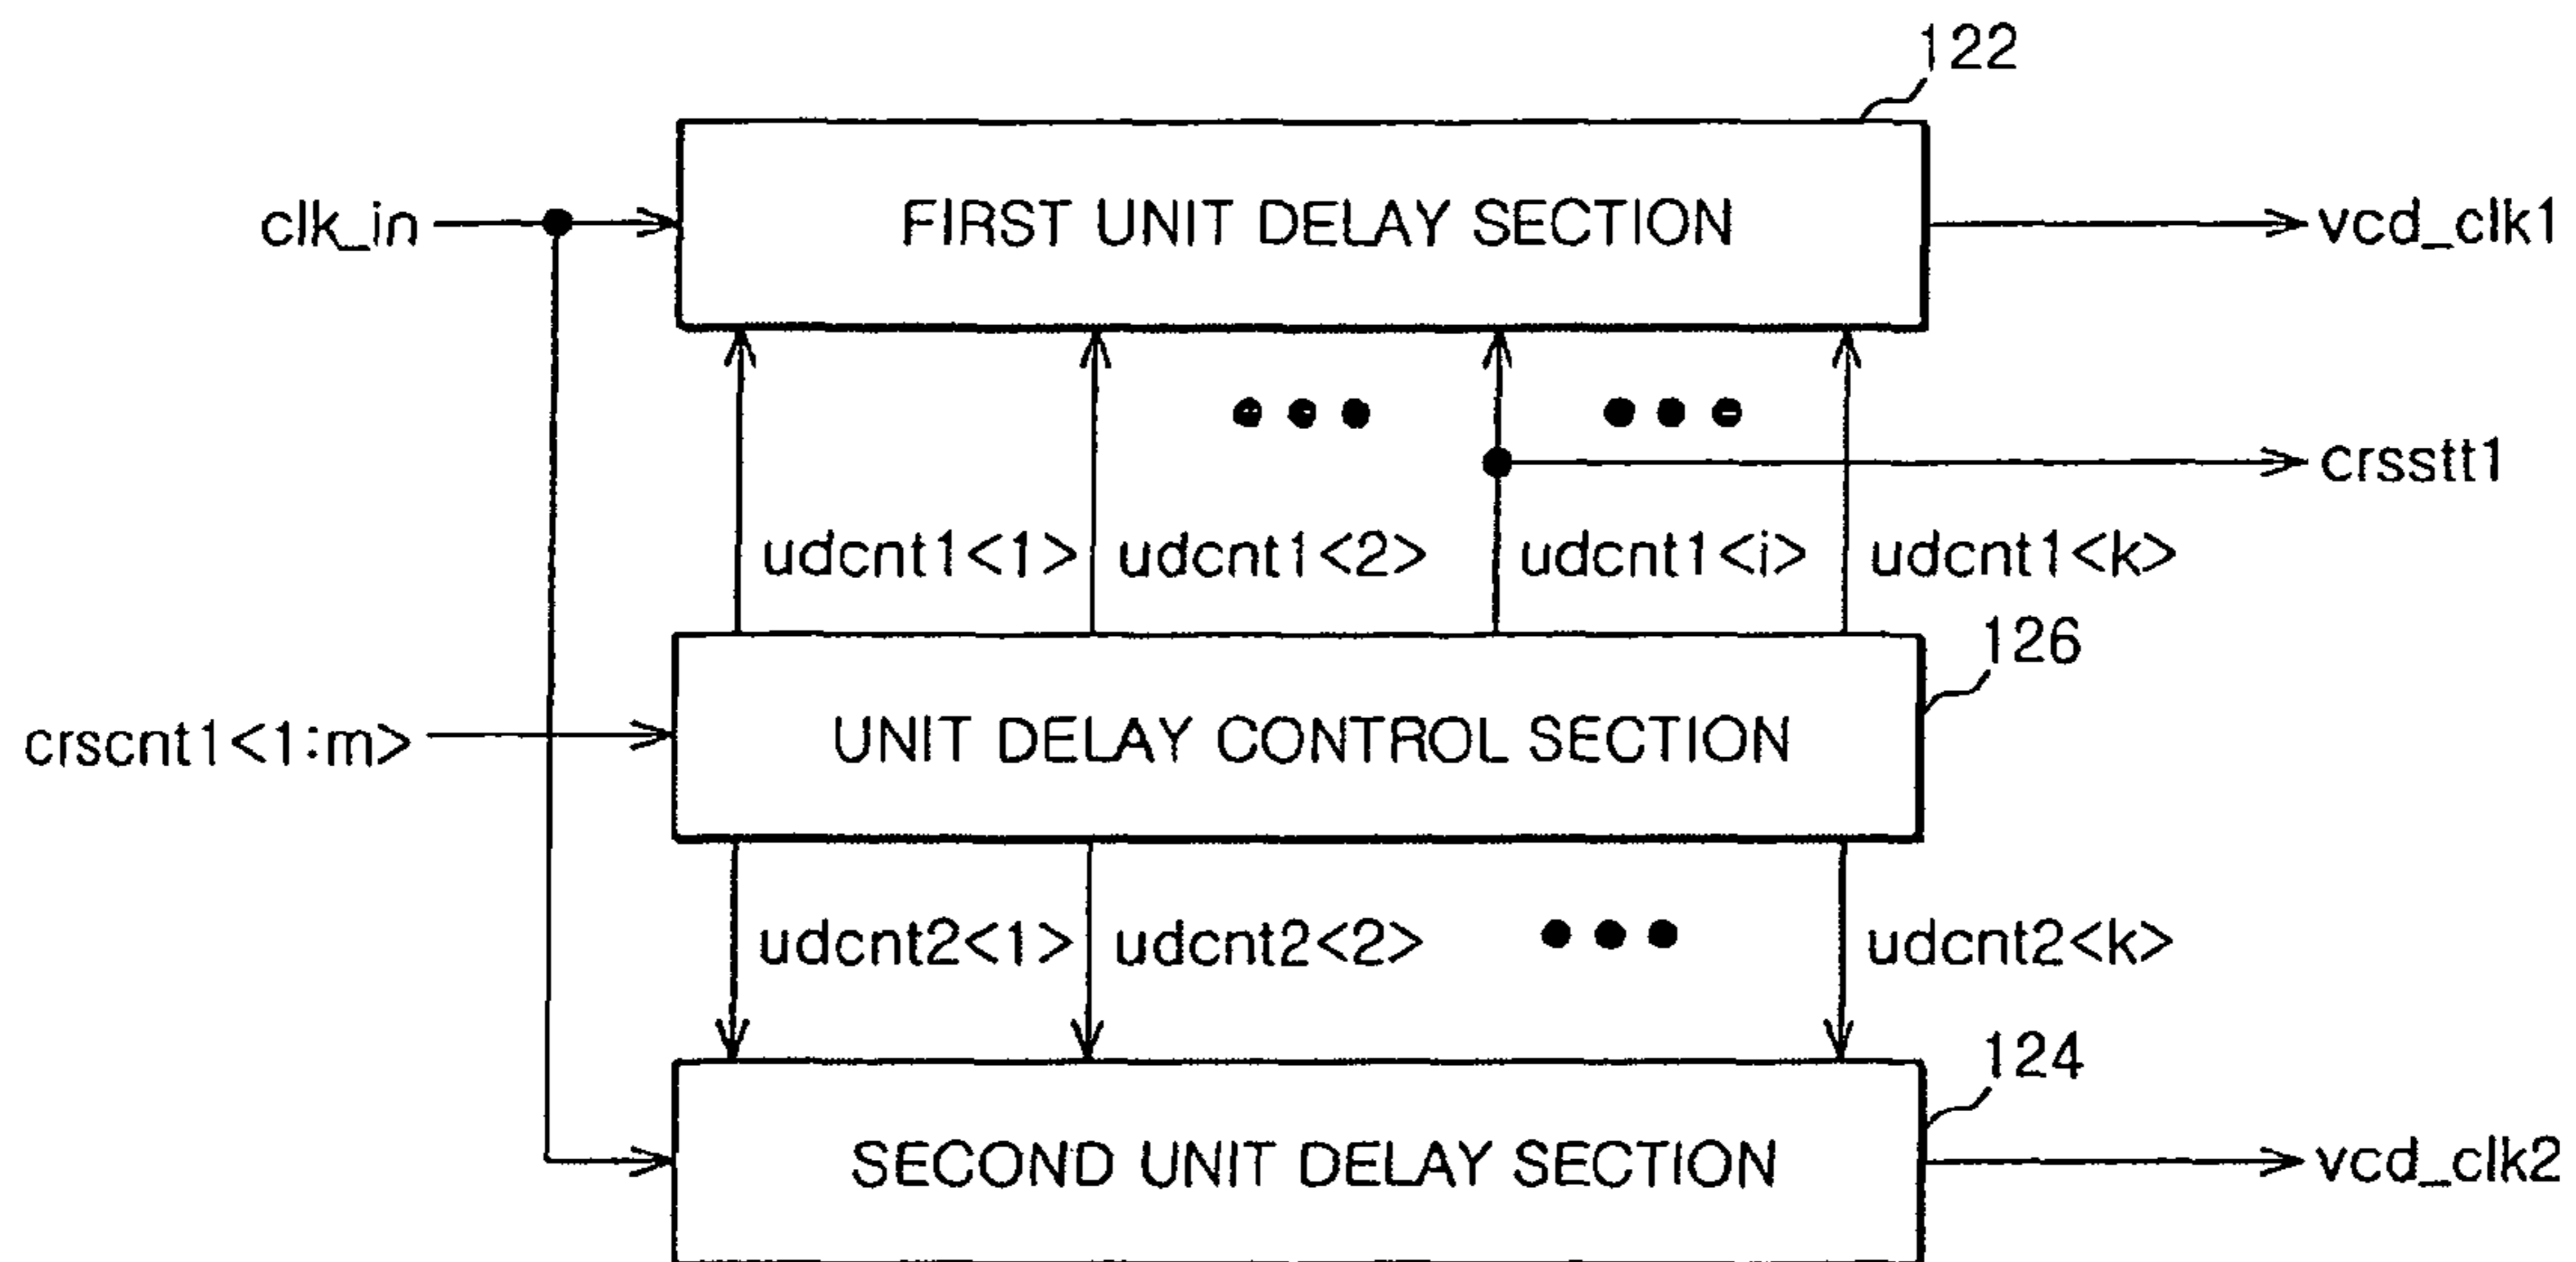 122
clk_in
FIRST UNIT DELAY SECTION
vcd_clk1
crsstt1
udcnt1<1>
udcnt1<2>
udcnt1<i>
udcnt1<k>
126
crscnt1<1:m>
UNIT DELAY CONTROL SECTION
udcnt2<1>
udcnt2<2>
udcnt2<k>
124
SECOND UNIT DELAY SECTION
vcd_clk2